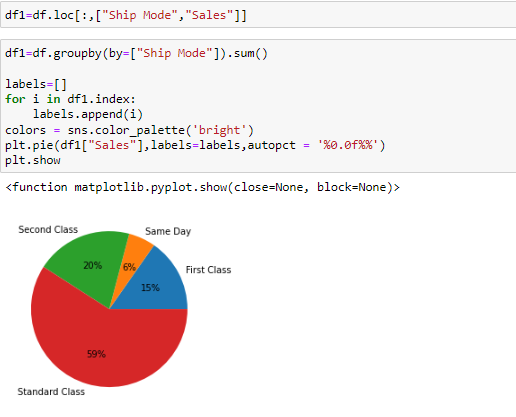 df1=df.loc[:,["Ship Mode","Sales"]]
df1=df.groupby(by=["Ship Mode"]).sum()
labels=[]
for i in df1.index:
    labels.append(i)
colors = sns.color_palette('bright')
plt.pie(df1["Sales"],labels=labels,autopct = '%0.0f%%')
plt.show
<function matplotlib.pyplot.show(close=None, block=None)>
Second Class
Same Day
20%
6%
First Class
15%
59%
Standard Class